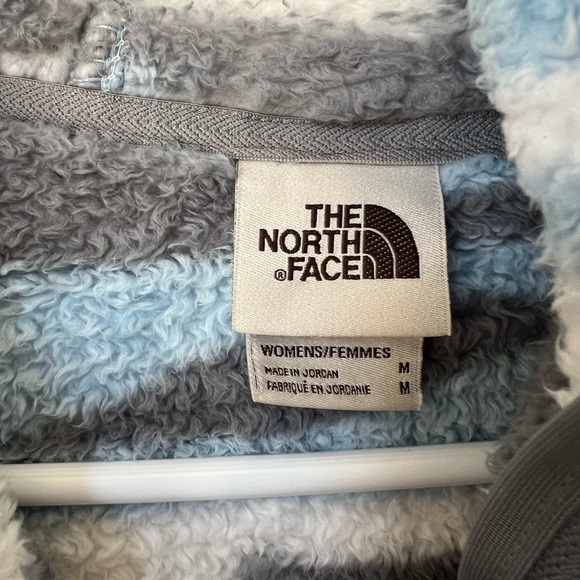 THE
NORTH
FACE
®
WOMENS/FEMMES
MADE IN JORDAN M
FABRIQUÉ EN JORDANIE M